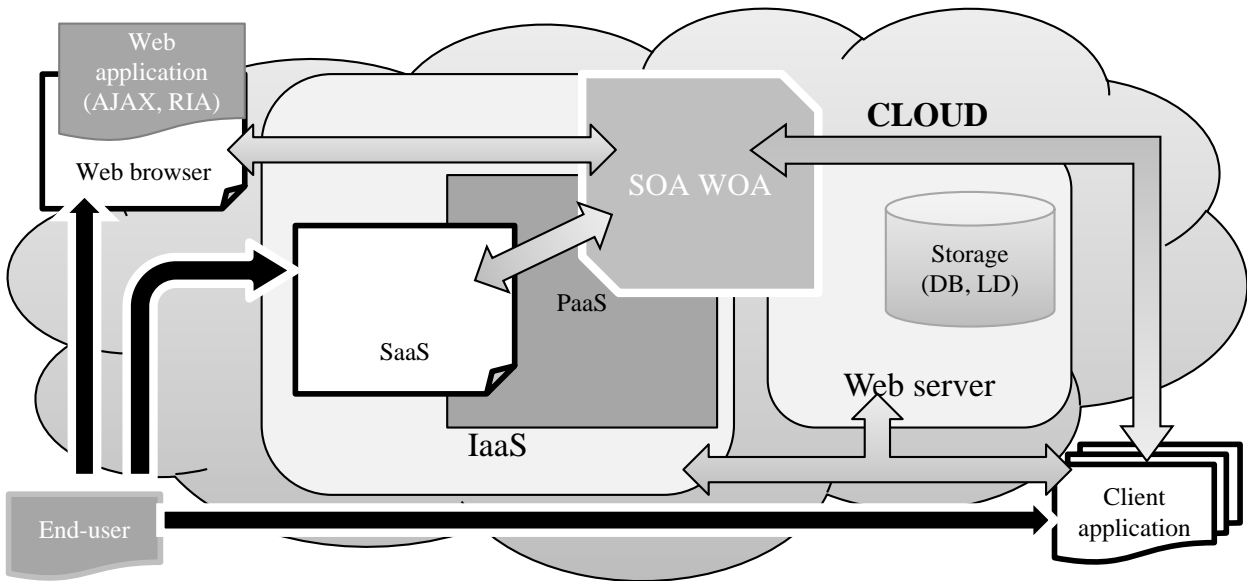 Web
application
(AJAX, RIA)
Web browser
CLOUD
SOA WOA
Storage
(DB, LD)
PaaS
SaaS
Web server
IaaS
End-user
Client
application